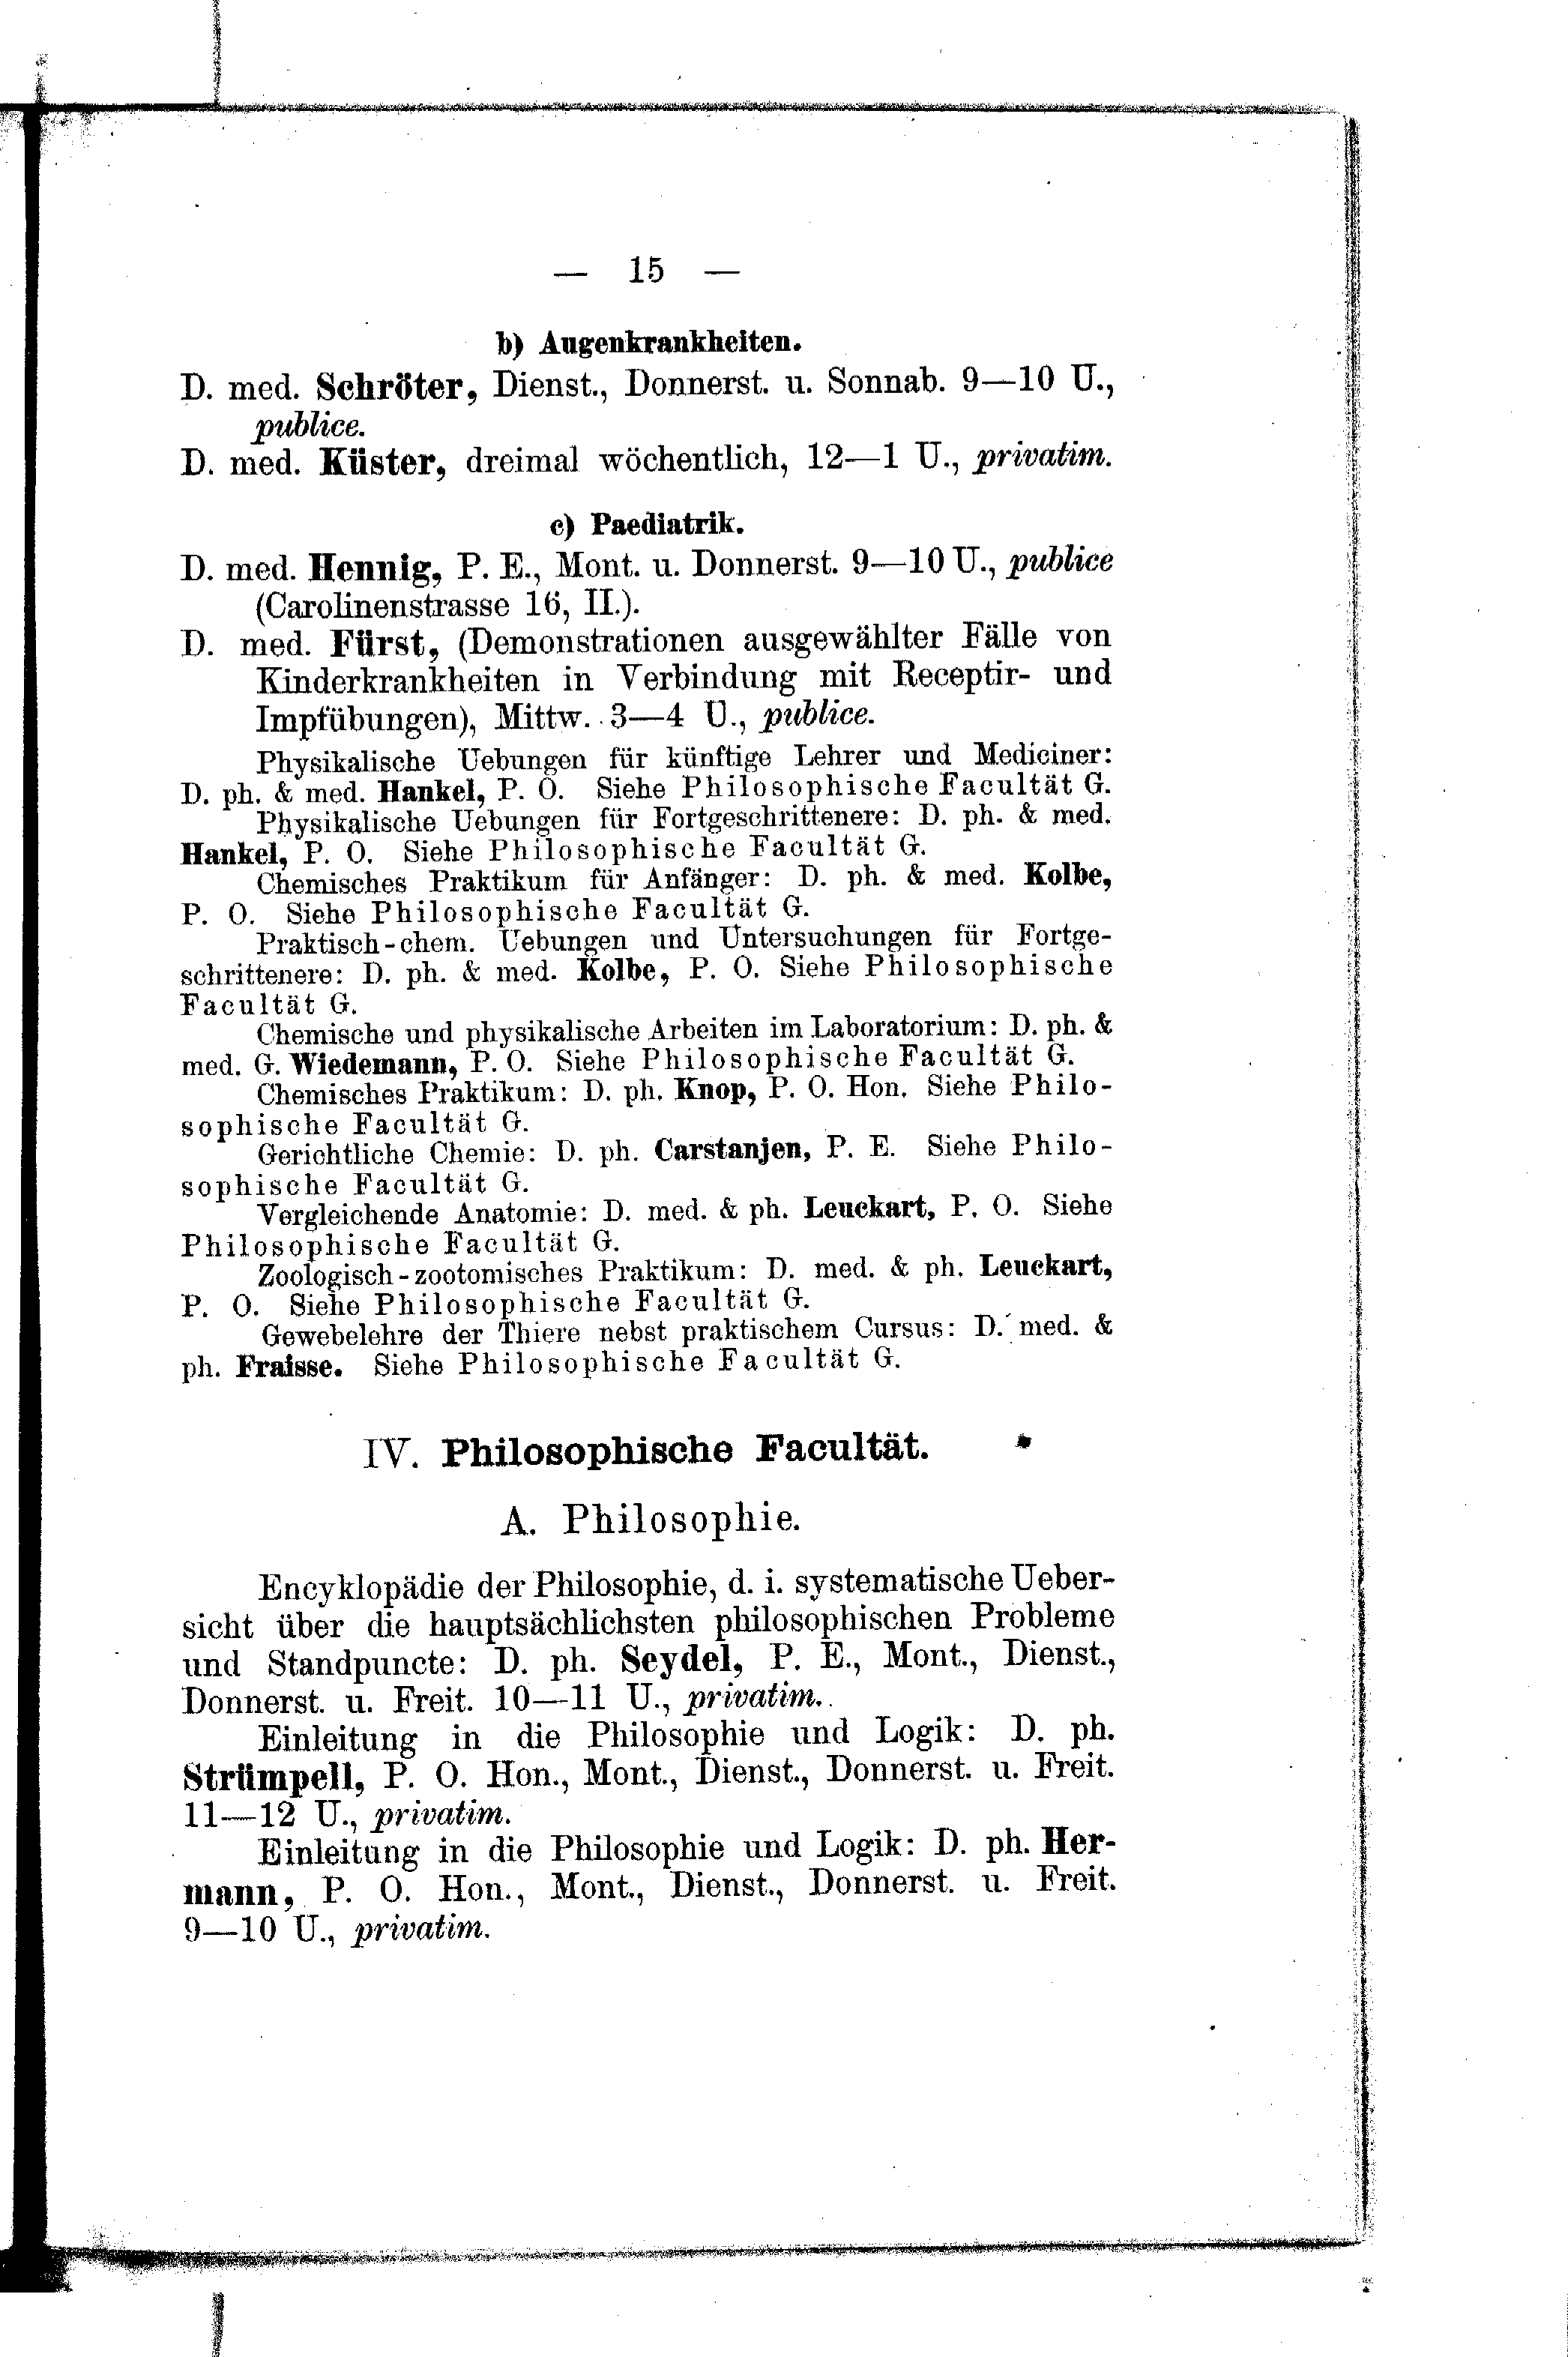 — 15 —
b) Augenkrankheiten.
D. med. Schröter, Dienst., Donnerst. u. Sonnab. 9—10 U.,
publice.
D. med. Küster, dreimal wöchentlich, 12—1 U., privatim.
c) Paediatrik.
D. med. Hennig, P. E., Mont. u. Donnerst. 9—10 U., publice
(Carolinenstrasse 16, II.).
D. med. Fürst, (Demonstrationen ausgewählter Fälle von
Kinderkrankheiten in Verbindung mit Receptir- und
Impfübungen), Mittw. 3—4 U., publice.
Physikalische Uebungen für künftige Lehrer und Mediciner:
D. ph. & med. Hankel, P. O. Siehe Philosophische Facultät G.
Physikalische Uebungen für Fortgeschrittenere: D. ph. & med.
Hankel, P. O. Siehe Philosophische Facultät G.
Chemisches Praktikum für Anfänger: D. ph. & med. Kolbe,
P. O. Siehe Philosophische Facultät G.
Praktisch-chem. Uebungen und Untersuchungen für Fortge-
schrittenere: D. ph. & med. Kolbe, P. O. Siehe Philosophische
Facultät G.
Chemische und physikalische Arbeiten im Laboratorium: D. ph. &
med. G. Wiedemann, P. O. Siehe Philosophische Facultät G.
Chemisches Praktikum: D. ph. Knop, P. O. Hon. Siehe Philo-
sophische Facultät G.
Gerichtliche Chemie: D. ph. Carstanjen, P. E. Siehe Philo-
sophische Facultät G.
Vergleichende Anatomie: D. med. & ph. Leuckart, P. O. Siehe
Philosophische Facultät G.
Zoologisch-zootomisches Praktikum: D. med. & ph. Leuckart,
P. O. Siehe Philosophische Facultät G.
Gewebelehre der Thiere nebst praktischem Cursus: D. med. &
ph. Fraisse. Siehe Philosophische Facultät G.
IV. Philosophische Facultät.
A. Philosophie.
Encyklopädie der Philosophie, d. i. systematische Ueber-
sicht über die hauptsächlichsten philosophischen Probleme
und Standpuncte: D. ph. Seydel, P. E., Mont., Dienst.,
Donnerst. u. Freit. 10—11 U., privatim.
Einleitung in die Philosophie und Logik: D. ph.
Strümpell, P. O. Hon., Mont., Dienst., Donnerst. u. Freit.
11—12 U., privatim.
Einleitung in die Philosophie und Logik: D. ph. Her-
mann, P. O. Hon., Mont., Dienst., Donnerst. u. Freit.
9—10 U., privatim.